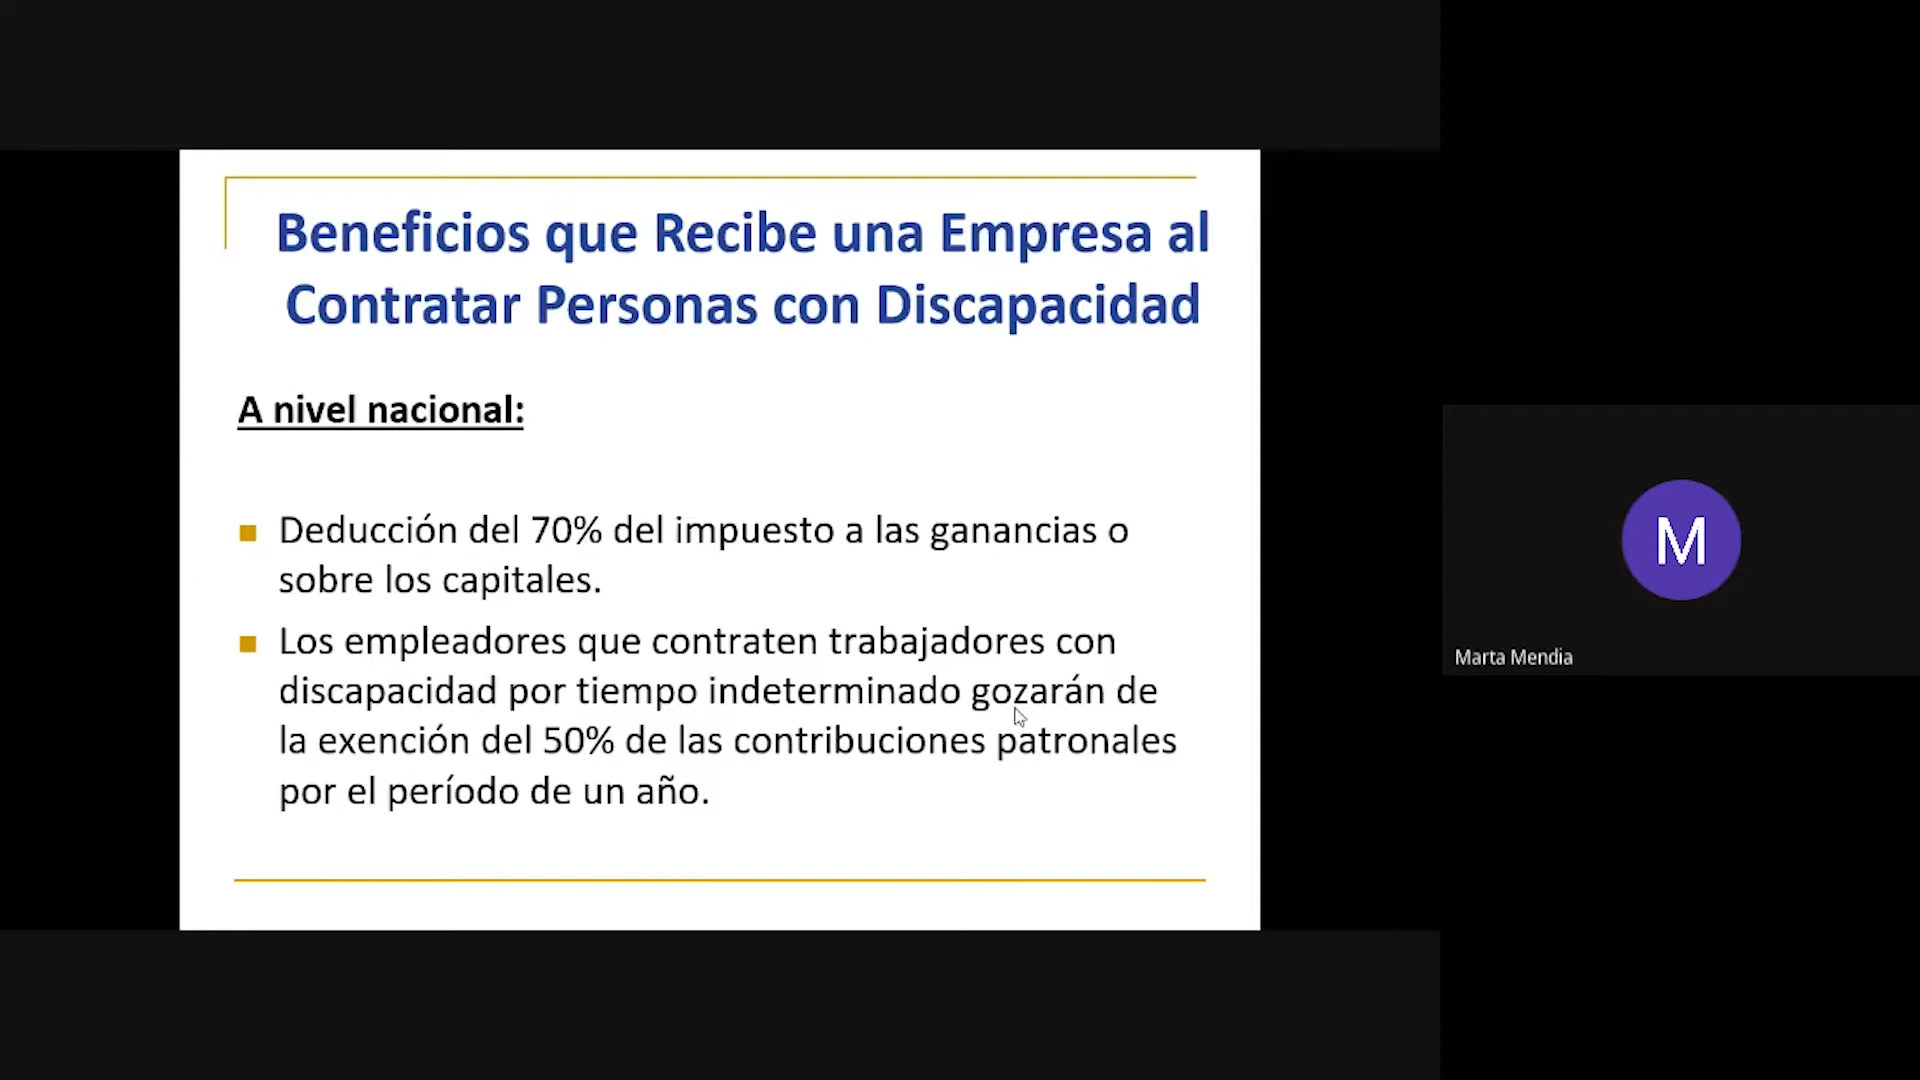 Beneficios que Recibe una Empresa al
Contratar Personas con Discapacidad
A nivel nacional:
Deducción del 70% del impuesto a las ganancias o
sobre los capitales.
Los empleadores que contraten trabajadores con
discapacidad por tiempo indeterminado gozarán de
la exención del 50% de las contribuciones patronales
por el período de un año.
M
Marta Mendia